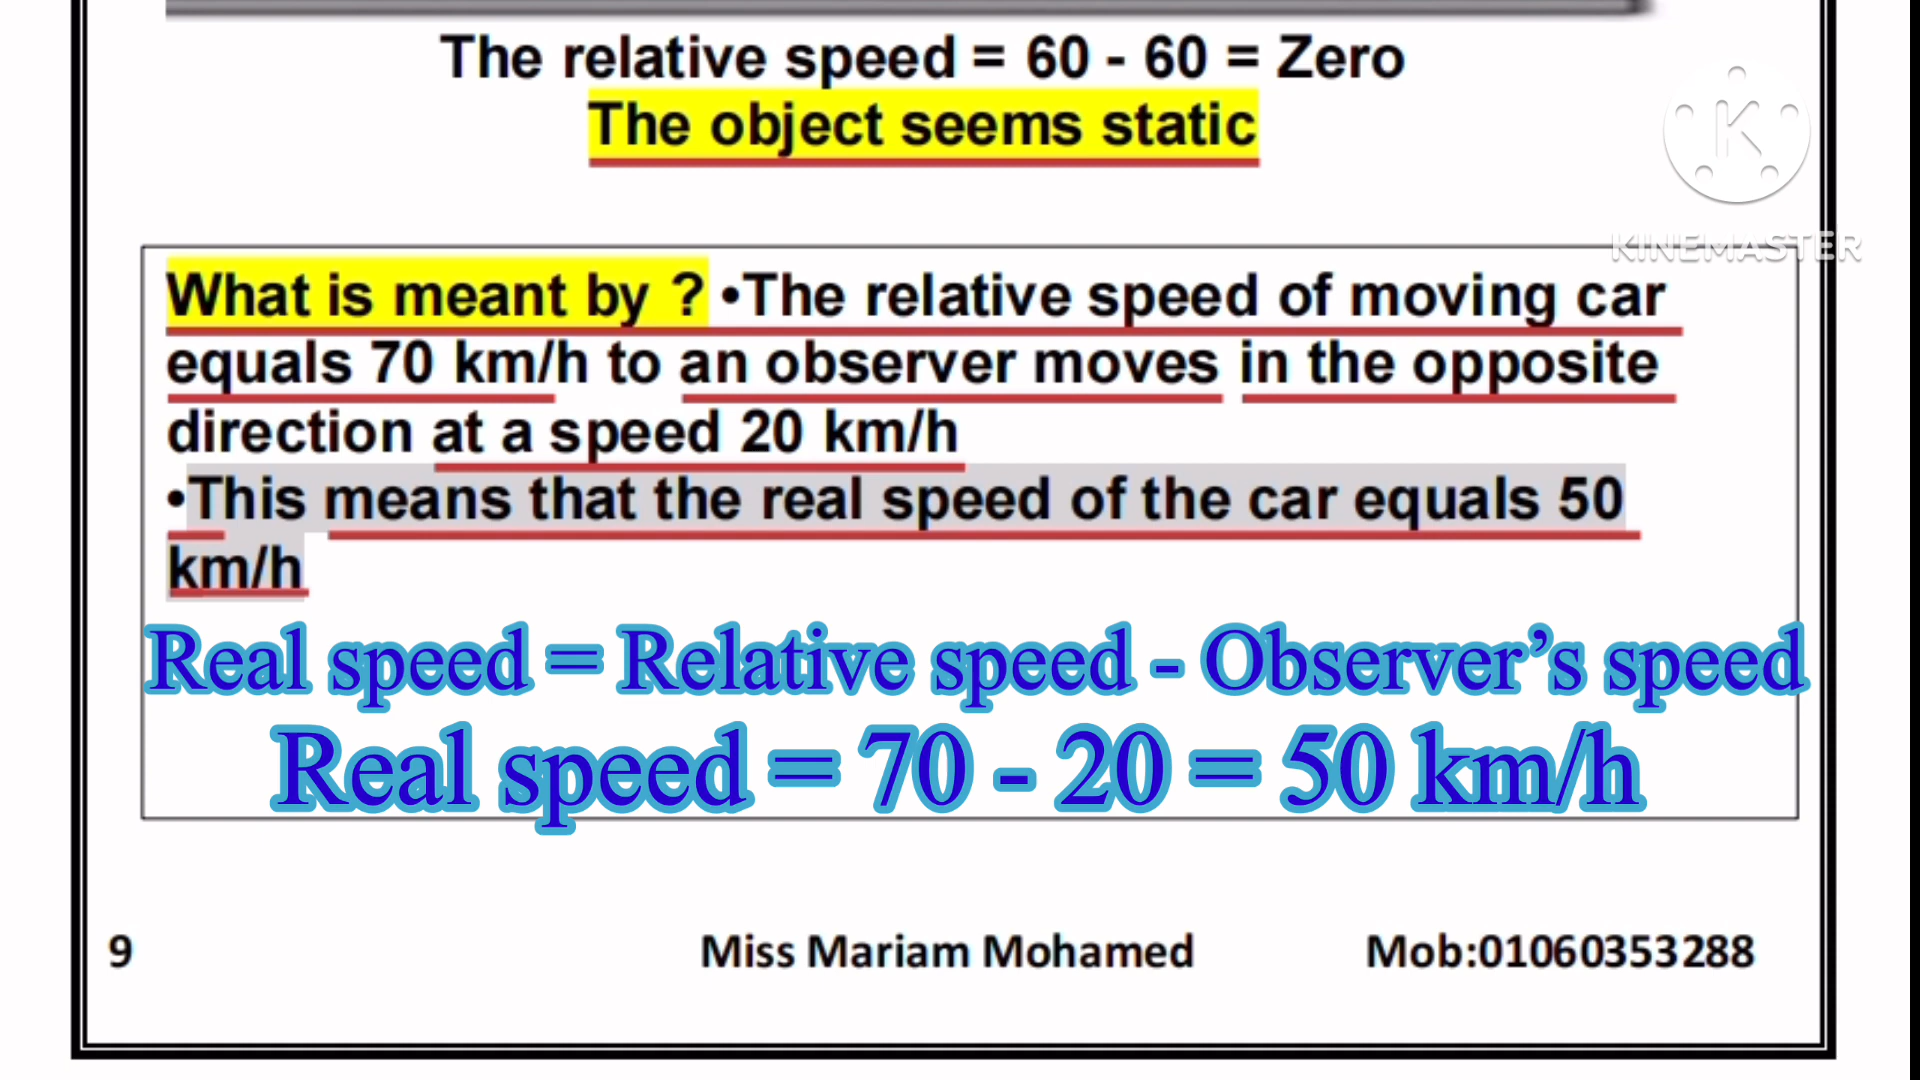 The relative speed = 60 - 60 = Zero
The object seems static
KINEMASTER
What is meant by ? •The relative speed of moving car
equals 70 km/h to an observer moves in the opposite
direction at a speed 20 km/h
•This means that the real speed of the car equals 50
km/h
Real speed = Relative speed - Observer’s speed
Real speed = 70 - 20 = 50 km/h
9 Miss Mariam Mohamed Mob:01060353288